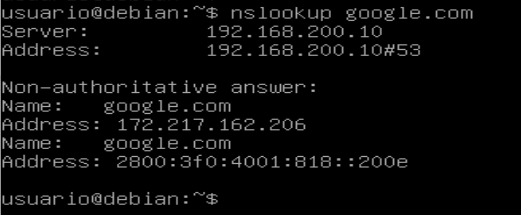 usuario@debian:~$ nslookup google.com
Server:         192.168.200.10
Address:        192.168.200.10#53

Non-authoritative answer:
Name:   google.com
Address: 172.217.162.206
Name:   google.com
Address: 2800:3f0:4001:818::200e

usuario@debian:~$